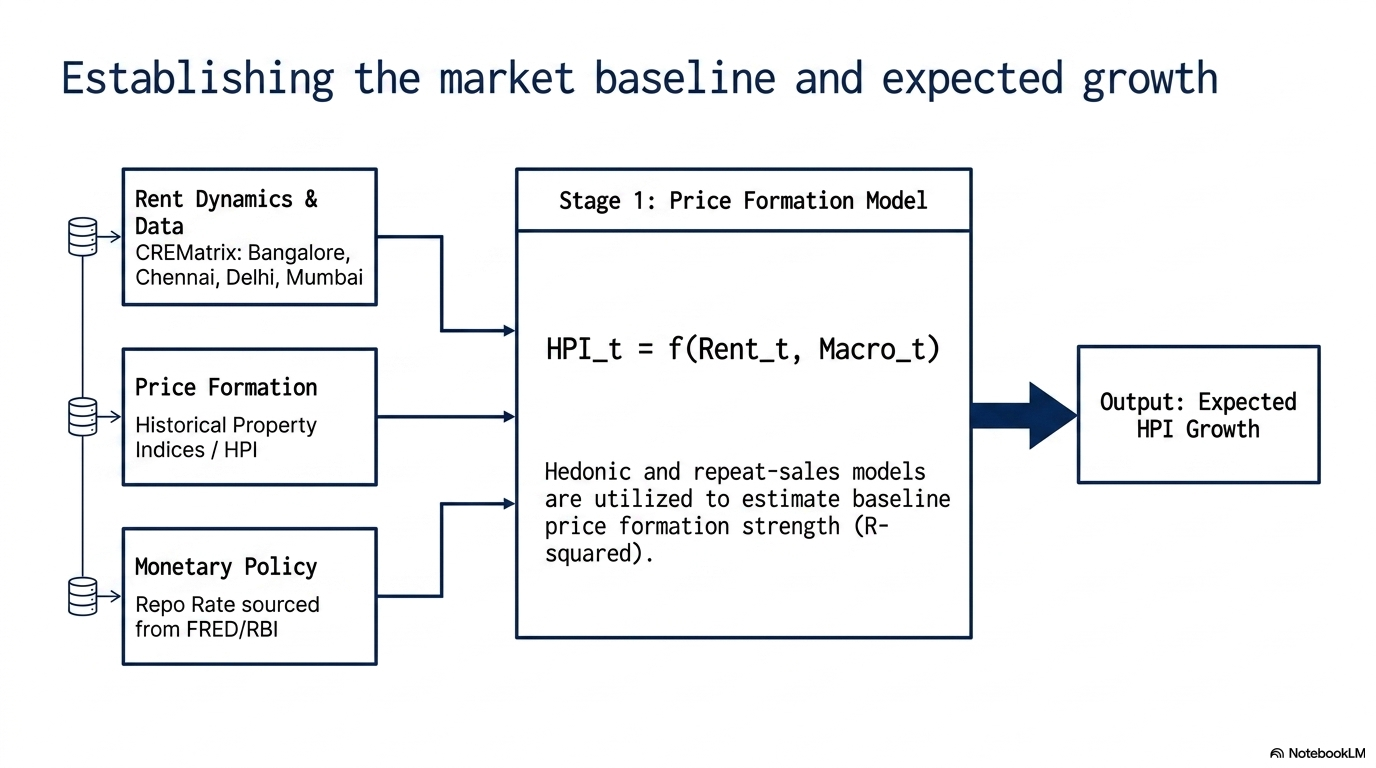 Establishing the market baseline and expected growth
Rent Dynamics &
Data
CREMatrix: Bangalore,
Chennai, Delhi, Mumbai
Price Formation
Historical Property
Indices / HPI
Monetary Policy
Repo Rate sourced
from FRED/RBI
Stage 1: Price Formation Model
HPI_t = f(Rent_t, Macro_t)
Hedonic and repeat-sales models
are utilized to estimate baseline
price formation strength (R-
squared).
Output: Expected
HPI Growth
NotebookLM